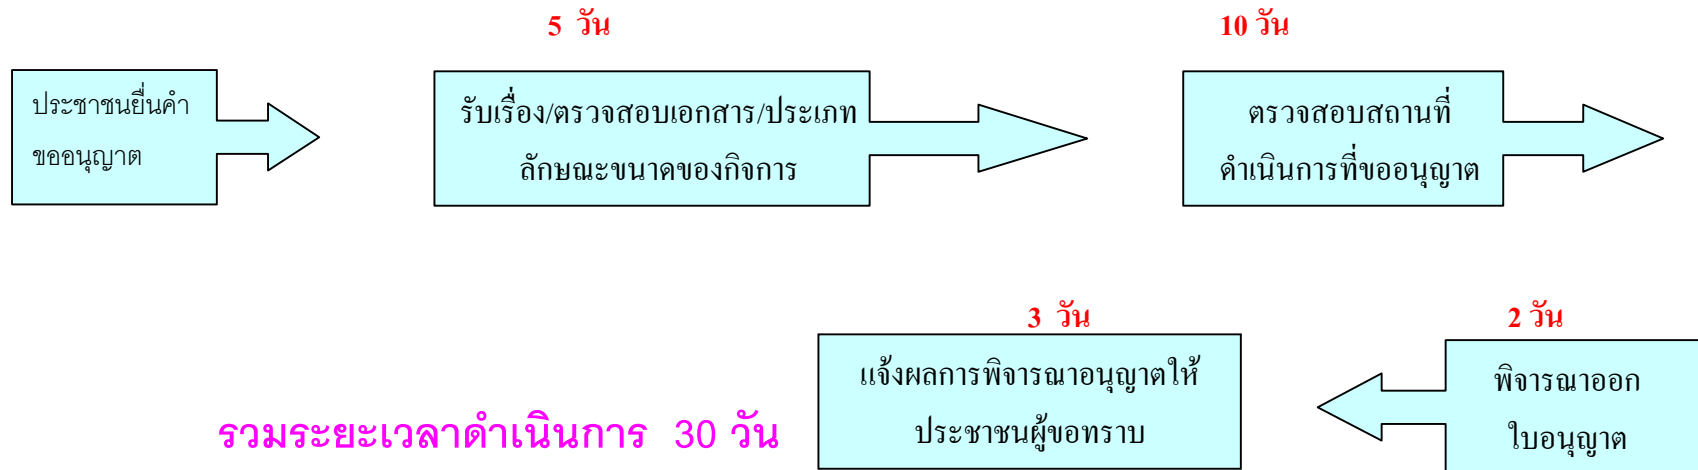 5 วัน
10 วัน
ประชาชนยื่นคำ
ขออนุญาต
รับเรื่อง/ตรวจสอบเอกสาร/ประเภท
ลักษณะขนาดของกิจการ
ตรวจสอบสถานที่
ดำเนินการที่ขออนุญาต
3 วัน
2 วัน
แจ้งผลการพิจารณาอนุญาตให้
ประชาชนผู้ขอทราบ
พิจารณาออก
ใบอนุญาต
รวมระยะเวลาดำเนินการ 30 วัน